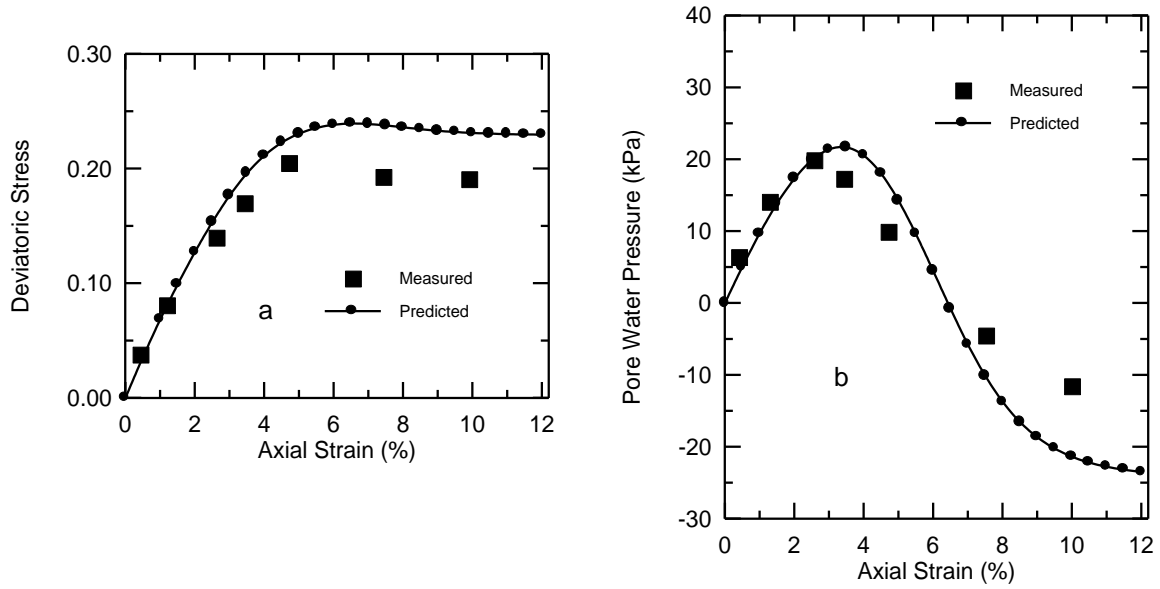 0.30
0.20
0.10
0.00
Deviatoric Stress
Measured
Predicted
a
0 2 4 6 8 10 12
Axial Strain (%)
40
30
20
10
0
-10
-20
-30
Pore Water Pressure (kPa)
Measured
Predicted
b
0 2 4 6 8 10 12
Axial Strain (%)